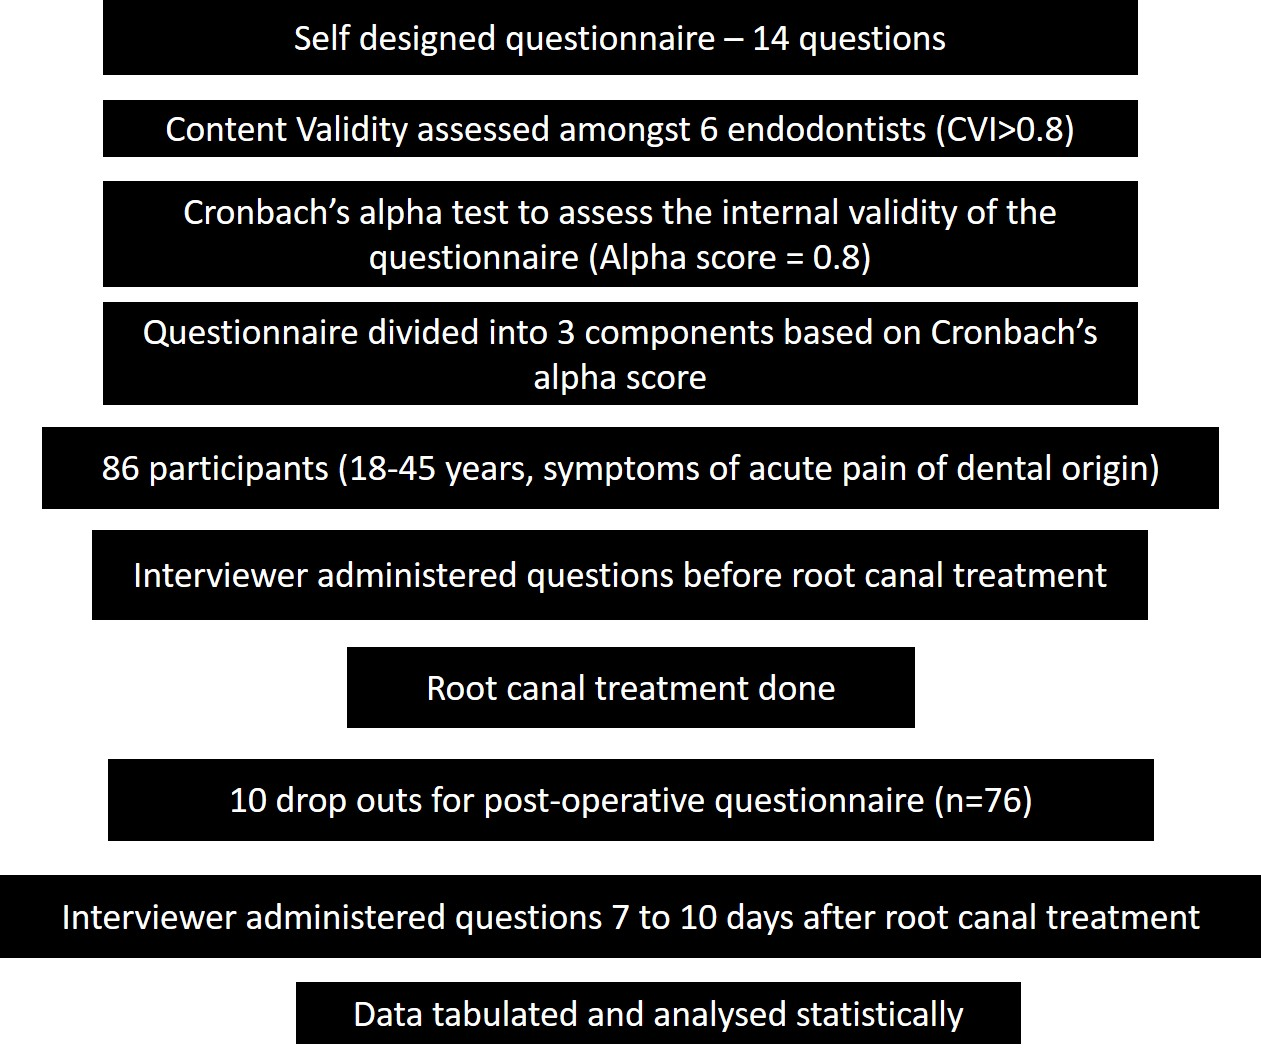 Self designed questionnaire – 14 questions
Content Validity assessed amongst 6 endodontists (CVI>0.8)
Cronbach’s alpha test to assess the internal validity of the
questionnaire (Alpha score = 0.8)
Questionnaire divided into 3 components based on Cronbach’s
alpha score
86 participants (18-45 years, symptoms of acute pain of dental origin)
Interviewer administered questions before root canal treatment
Root canal treatment done
10 drop outs for post-operative questionnaire (n=76)
Interviewer administered questions 7 to 10 days after root canal treatment
Data tabulated and analysed statistically